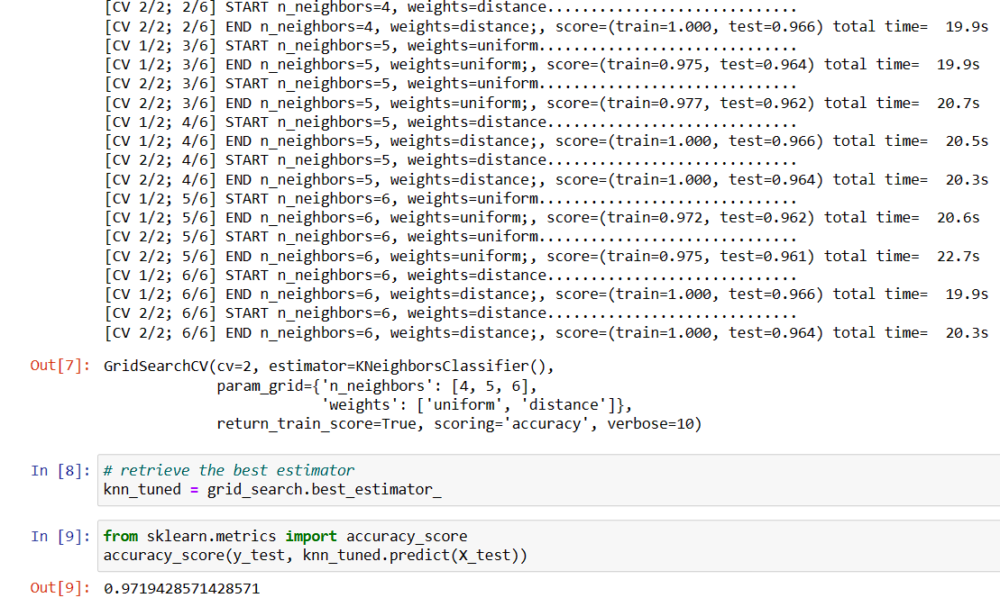 [CV 2/2; 2/6] START n_neighbors=4, weights=distance.............................
[CV 2/2; 2/6] END n_neighbors=4, weights=distance;, score=(train=1.000, test=0.966) total time=  19.9s
[CV 1/2; 3/6] START n_neighbors=5, weights=uniform..............................
[CV 1/2; 3/6] END n_neighbors=5, weights=uniform;, score=(train=0.975, test=0.964) total time=  19.9s
[CV 2/2; 3/6] START n_neighbors=5, weights=uniform..............................
[CV 2/2; 3/6] END n_neighbors=5, weights=uniform;, score=(train=0.977, test=0.962) total time=  20.7s
[CV 1/2; 4/6] START n_neighbors=5, weights=distance.............................
[CV 1/2; 4/6] END n_neighbors=5, weights=distance;, score=(train=1.000, test=0.966) total time=  20.5s
[CV 2/2; 4/6] START n_neighbors=5, weights=distance.............................
[CV 2/2; 4/6] END n_neighbors=5, weights=distance;, score=(train=1.000, test=0.964) total time=  20.3s
[CV 1/2; 5/6] START n_neighbors=6, weights=uniform..............................
[CV 1/2; 5/6] END n_neighbors=6, weights=uniform;, score=(train=0.972, test=0.962) total time=  20.6s
[CV 2/2; 5/6] START n_neighbors=6, weights=uniform..............................
[CV 2/2; 5/6] END n_neighbors=6, weights=uniform;, score=(train=0.975, test=0.961) total time=  22.7s
[CV 1/2; 6/6] START n_neighbors=6, weights=distance.............................
[CV 1/2; 6/6] END n_neighbors=6, weights=distance;, score=(train=1.000, test=0.966) total time=  19.9s
[CV 2/2; 6/6] START n_neighbors=6, weights=distance.............................
[CV 2/2; 6/6] END n_neighbors=6, weights=distance;, score=(train=1.000, test=0.964) total time=  20.3s
Out[7]: GridSearchCV(cv=2, estimator=KNeighborsClassifier(),
param_grid={'n_neighbors': [4, 5, 6],
'weights': ['uniform', 'distance']},
return_train_score=True, scoring='accuracy', verbose=10)
In [8]: # retrieve the best estimator
knn_tuned = grid_search.best_estimator_
In [9]: from sklearn.metrics import accuracy_score
accuracy_score(y_test, knn_tuned.predict(X_test))
Out[9]: 0.9719428571428571